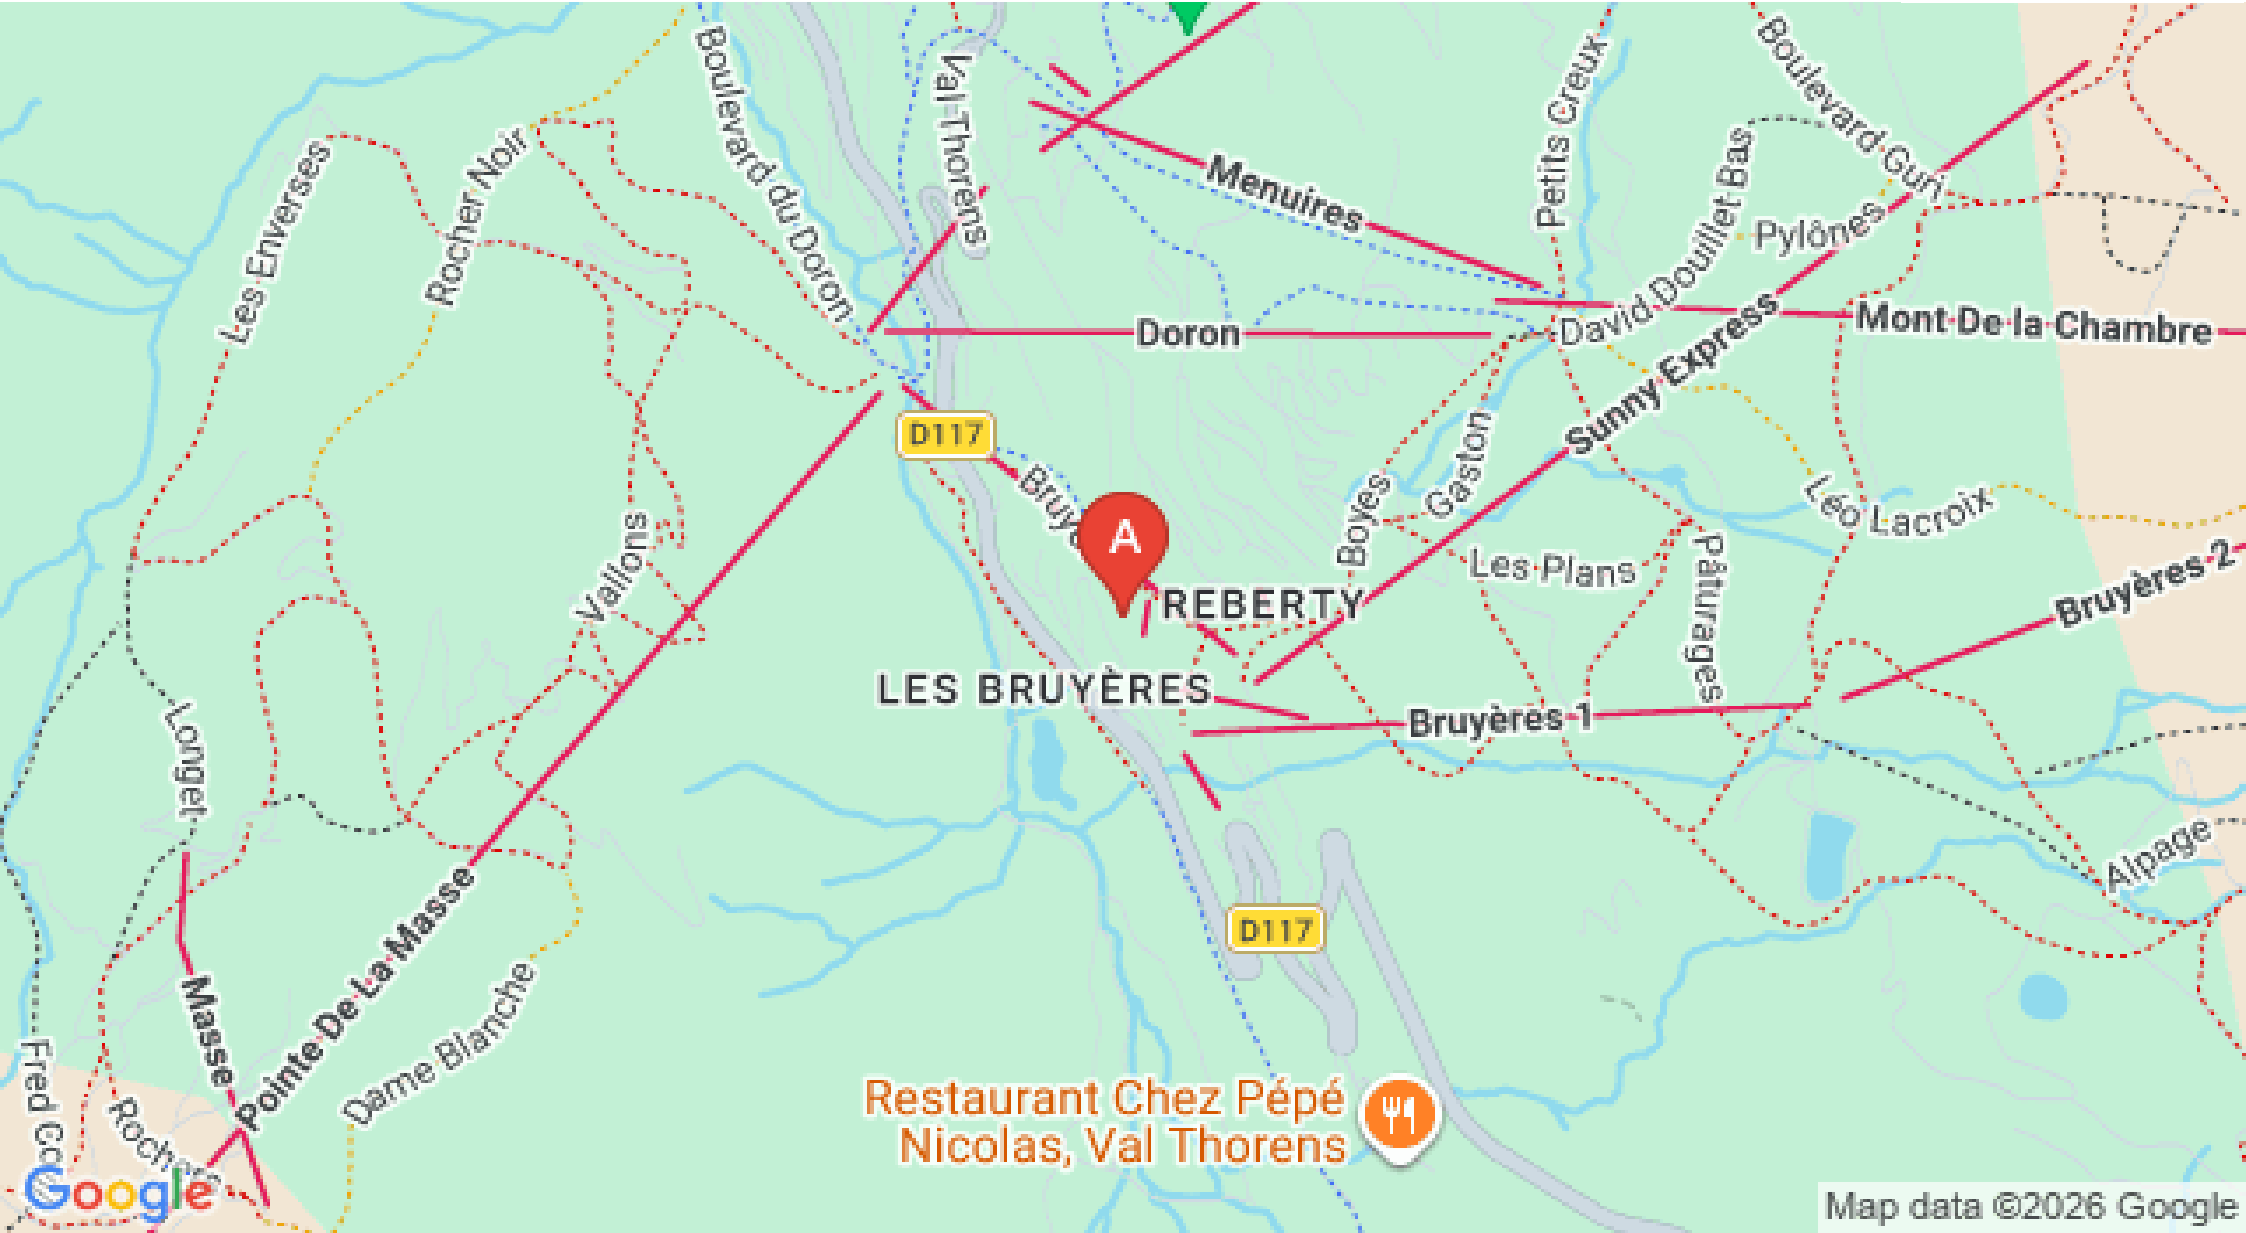 Boulevard du Doron
Val Thorens
Petits Creux
Boulevard Guri
David Douillet Bas
Rocher Noir
Les Enverses
Menuires
Pylônes
Doron
Mont De la Chambre
Sunny Express
D117
Gaston
Boyes
Léo Lacroix
Vallons
A
Les Plans
Pâturages
Bruyères 2
REBERTY
LES BRUYÈRES
Bruyères 1
Longet
Alpage
D117
Masse
Pointe De La Masse
Dame Blanche
Fred
Restaurant Chez Pépé
Nicolas, Val Thorens
Google
Map data ©2026 Google